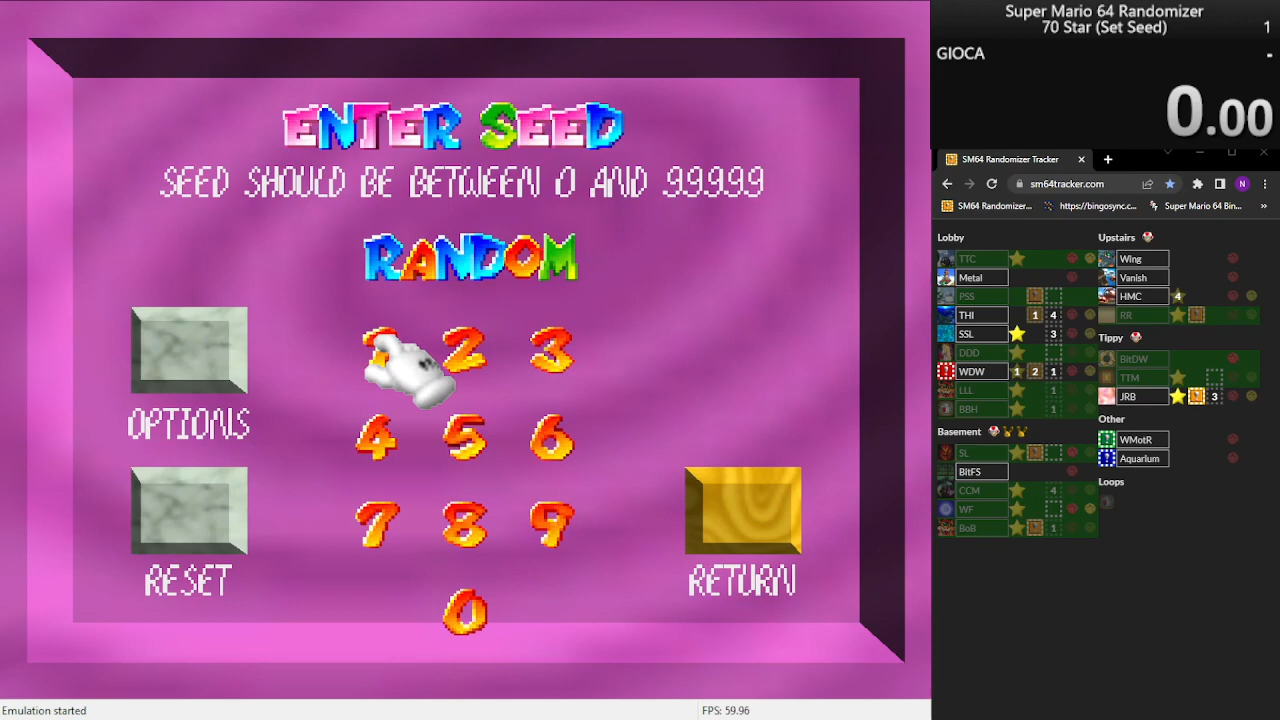 ENTER SEED
SEED SHOULD BE BETWEEN 0 AND 99999
RANDOM
2 3
OPTIONS
4 5 6
7 8 9
RESET
RETURN
0
Emulation started
FPS: 59.96
Super Mario 64 Randomizer
70 Star (Set Seed)
1
GIOCA
-
0.00
SM64 Randomizer Tracker
sm64tracker.com
N
SM64 Randomizer...
https://bingosync.c...
Super Mario 64 Bin...
»
Lobby
TTC
Metal
PSS
THI 1 4
SSL 3
DDD
WDW 1 2 1
LLL 1
BBH 1
Basement
SL
BitFS
CCM 4
WF
BoB 1
Upstairs
Wing
Vanish
HMC 4
RR
Tippy
BitDW
TTM
JRB 3
Other
WMotR
Aquarium
Loops